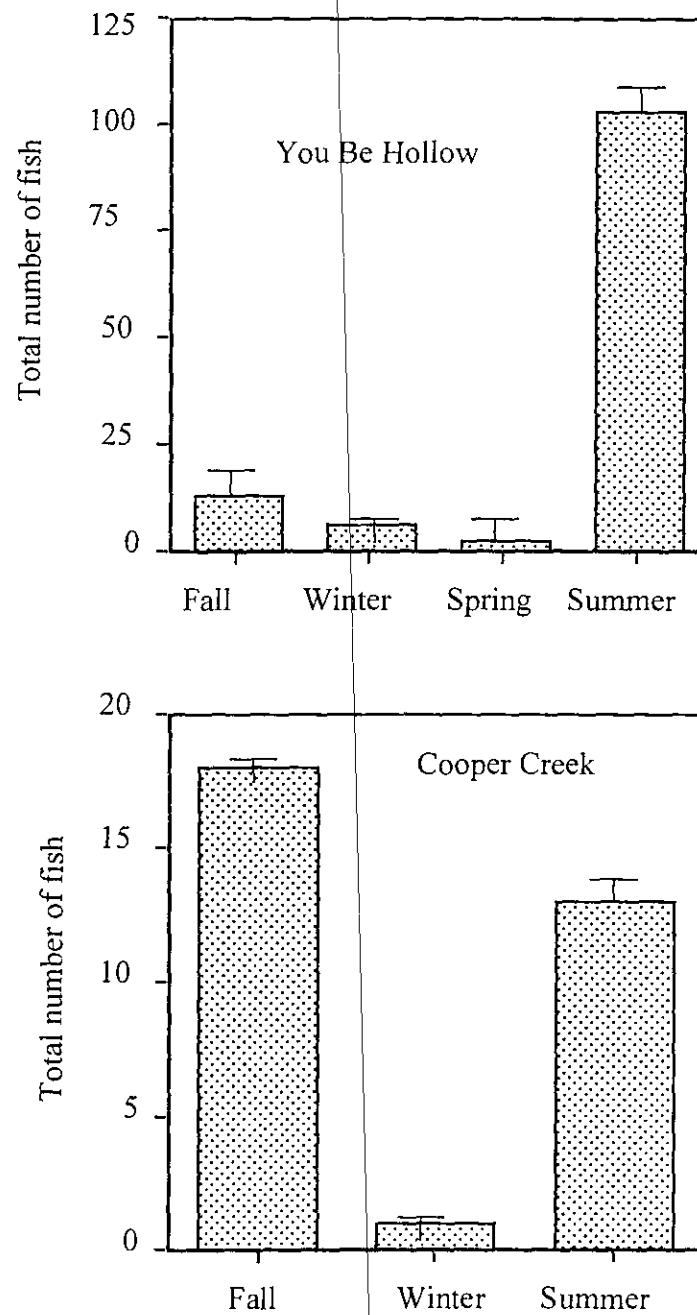 125
100
75
50
25
0
Total number of fish
You Be Hollow
Fall Winter Spring Summer
20
15
10
5
0
Total number of fish
Cooper Creek
Fall Winter Summer